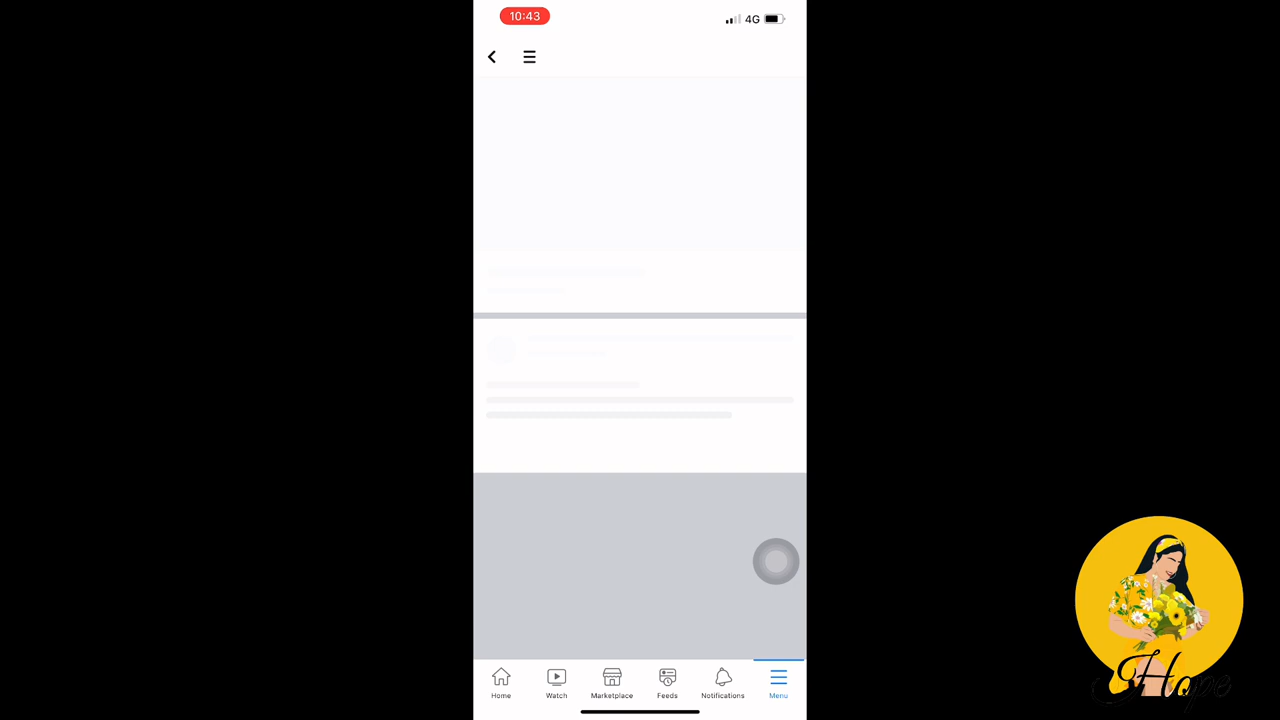 10:43
4G
Home
Watch
Marketplace
Feeds
Notifications
Menu
Hope